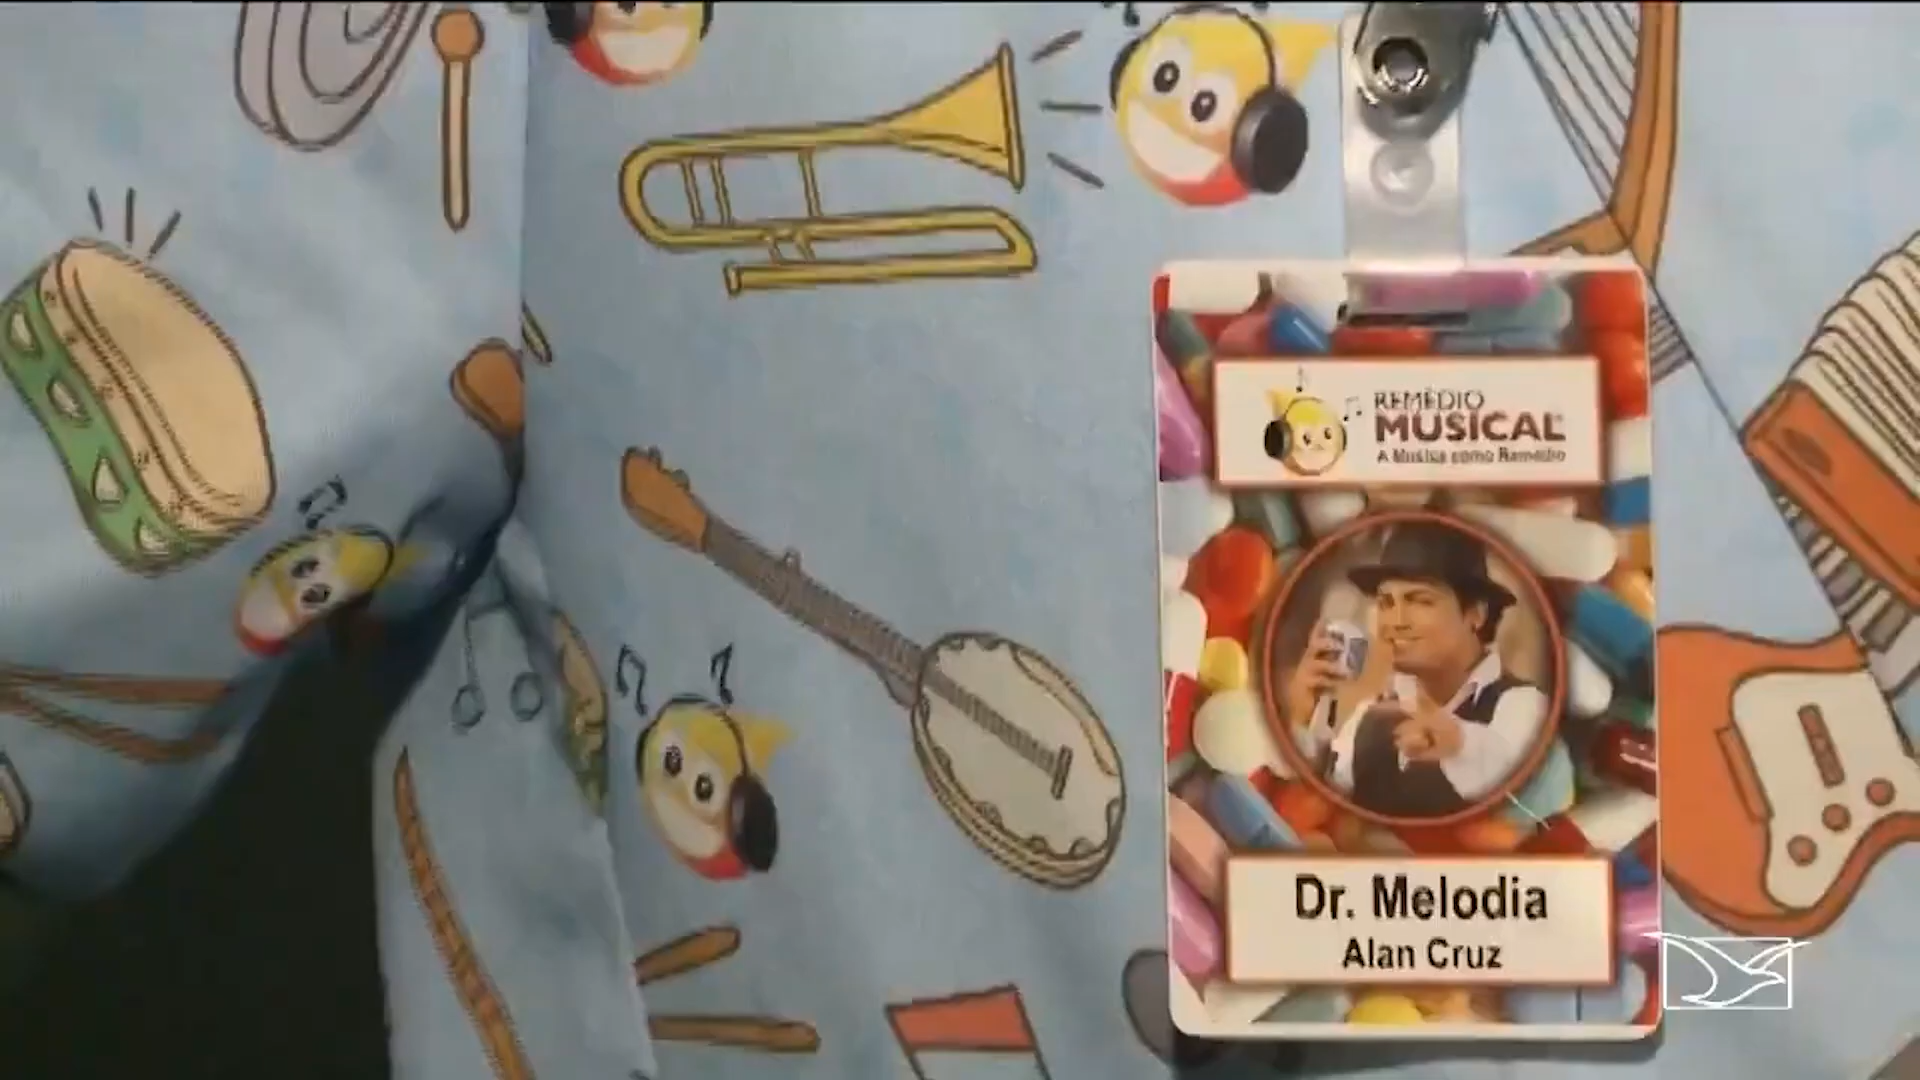 REMÉDIO
MUSICAL
A Música como Remédio
Dr. Melodia
Alan Cruz